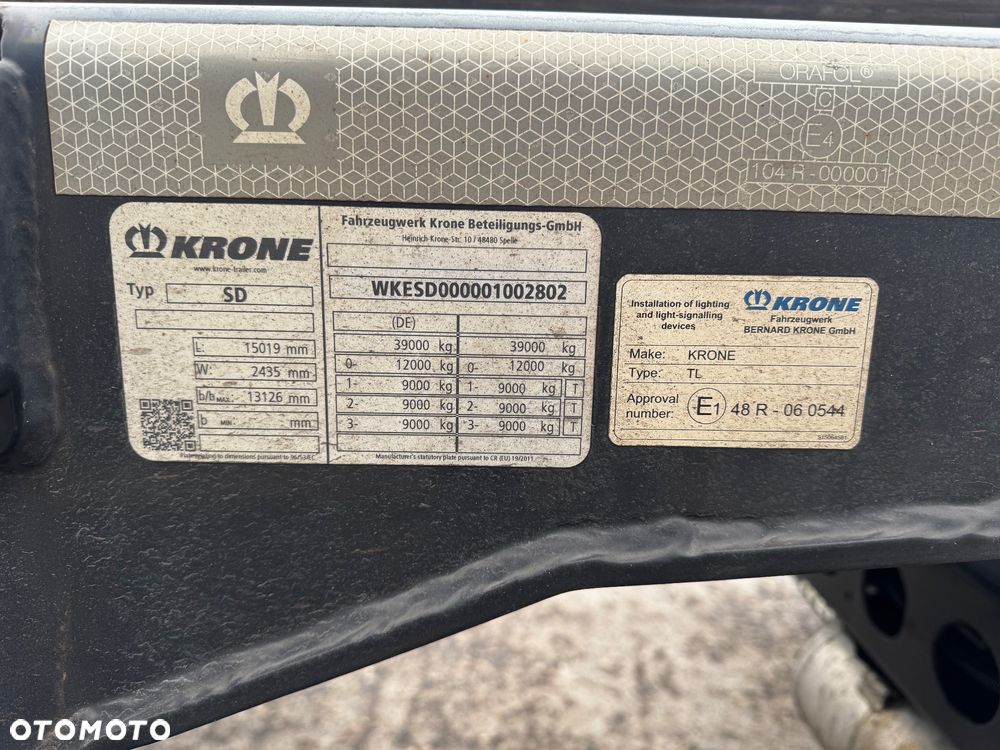 ORAFOL®
C
E4
104 R - 000001
KRONE
www.krone-trailer.com
Typ SD
L: 15019 mm
W: 2435 mm
b/b MAX. 13126 mm
b MIN. mm
Fahrzeugwerk Krone Beteiligungs-GmbH
Heinrich-Krone-Str. 10 / 48480 Spelle
WKESD000001002802
(DE)
39000 kg 39000 kg
0- 12000 kg 0- 12000 kg
1- 9000 kg 1- 9000 kg T
2- 9000 kg 2- 9000 kg T
3- 9000 kg 3- 9000 kg T
Manufacturer's statutory plate pursuant to CR (EU) 19/2011
Installation of lighting
and light-signalling
devices
KRONE
Fahrzeugwerk
BERNARD KRONE GmbH
Make: KRONE
Type: TL
Approval
number: E1 48 R - 06 0544
OTOMOTO